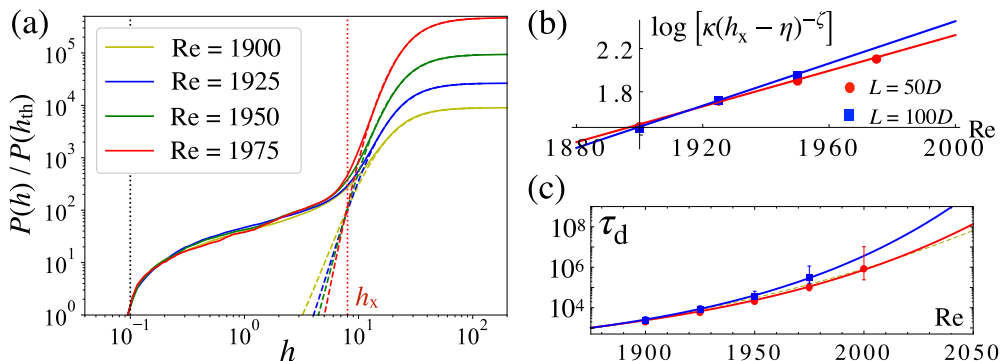 (a)
P(h) / P(h_th)
10^5
10^4
10^3
10^2
10^1
10^0
Re = 1900
Re = 1925
Re = 1950
Re = 1975
h_x
10^−1 10^0 10^1 10^2
h
(b)
log [κ(h_x − η)^−ζ]
2.2
1.8
L = 50D
L = 100D
Re
1880 1920 1960 2000
(c)
τ_d
10^8
10^6
10^4
Re
1900 1950 2000 2050